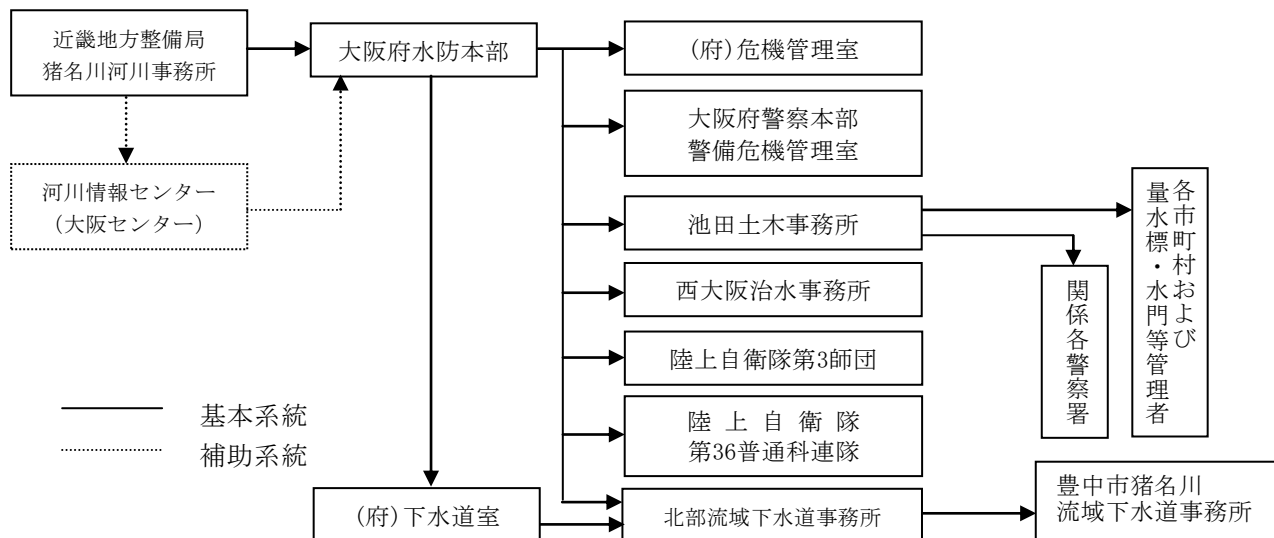 近畿地方整備局
猪名川河川事務所
大阪府水防本部
(府)危機管理室
大阪府警察本部
警備危機管理室
河川情報センター
(大阪センター)
池田土木事務所
各市町村および
量水標・水門等管理者
関係各警察署
西大阪治水事務所
陸上自衛隊第3師団
陸上自衛隊
第36普通科連隊
基本系統
補助系統
(府)下水道室
北部流域下水道事務所
豊中市猪名川
流域下水道事務所